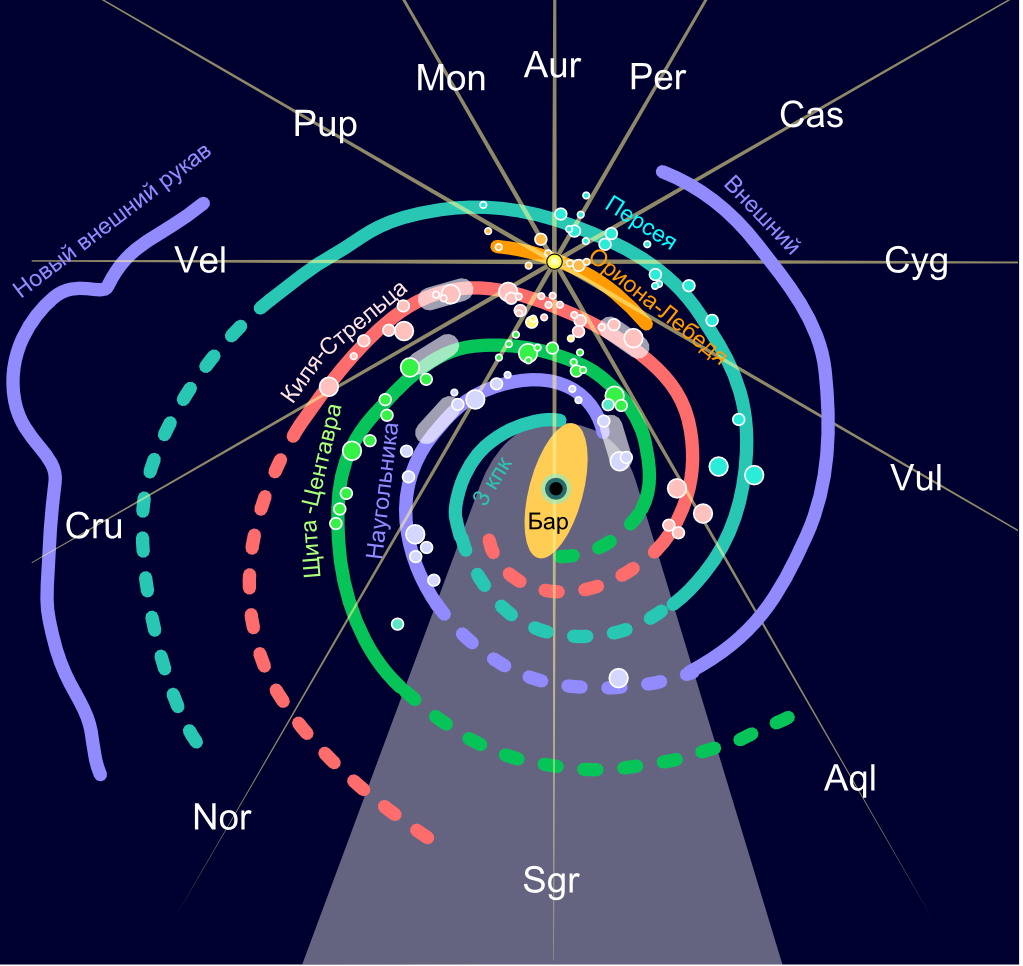 Aur
Mon
Per
Cas
Pup
Новый внешний рукав
Внешний
Персея
Vel
Ориона-Лебедя
Cyg
Киля-Стрельца
Щита -Центавра
Наугольника
3 кпк
Vul
Бар
Cru
Aql
Nor
Sgr